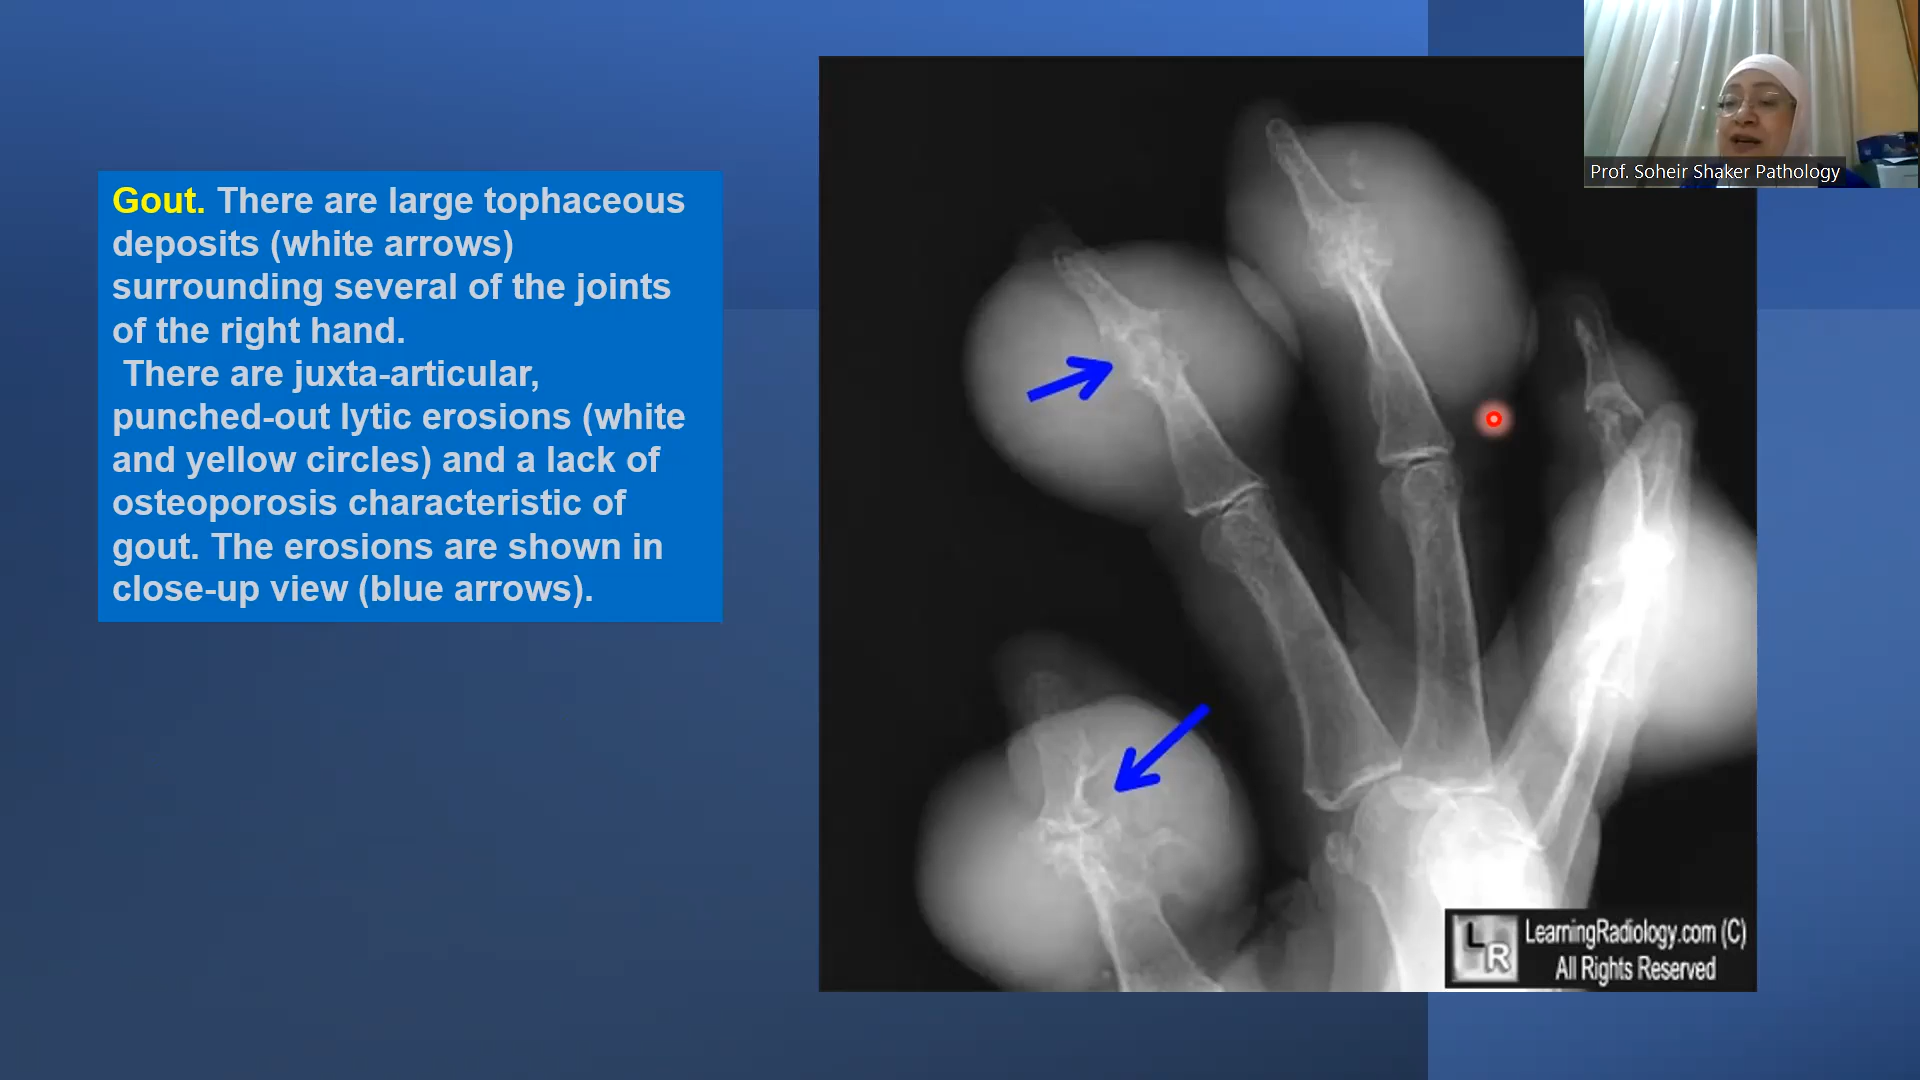 Prof. Soheir Shaker Pathology
Gout. There are large tophaceous
deposits (white arrows)
surrounding several of the joints
of the right hand.
There are juxta-articular,
punched-out lytic erosions (white
and yellow circles) and a lack of
osteoporosis characteristic of
gout. The erosions are shown in
close-up view (blue arrows).
LR
LearningRadiology.com (C)
All Rights Reserved